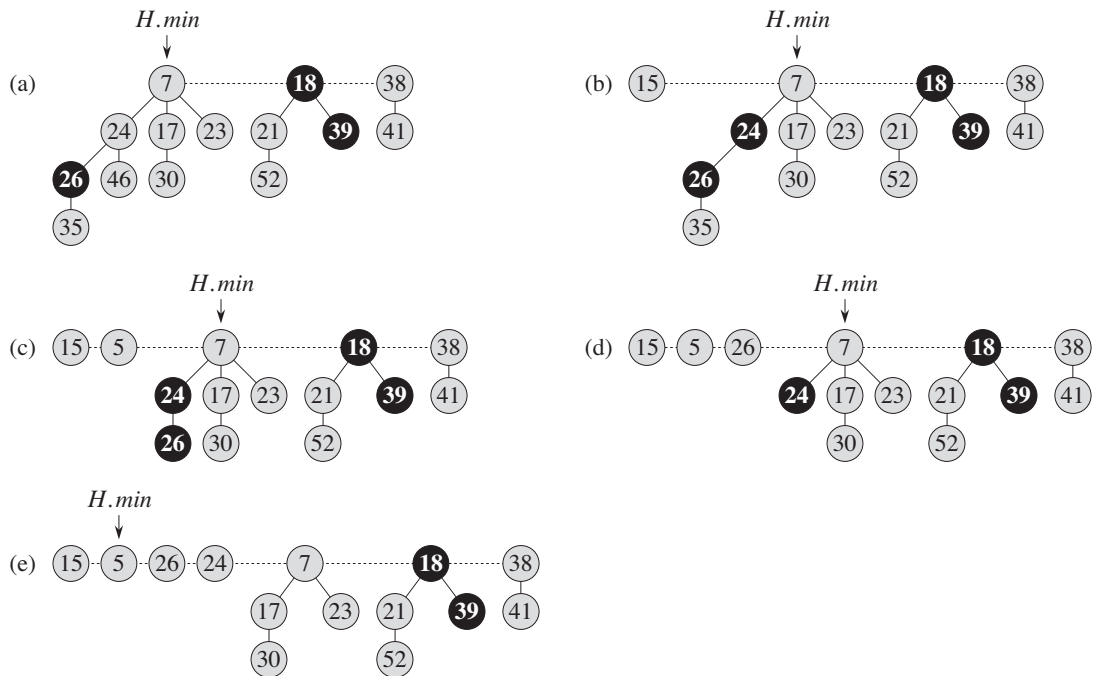 H.min H.min
(a) 7 18 38 (b) 15 7 18 38
24 17 23 21 39 41 24 17 23 21 39 41
26 46 30 52 26 30 52
35 35
H.min H.min
(c) 15 5 7 18 38 (d) 15 5 26 7 18 38
24 17 23 21 39 41 24 17 23 21 39 41
26 30 52 30 52
H.min
(e) 15 5 26 24 7 18 38
17 23 21 39 41
30 52